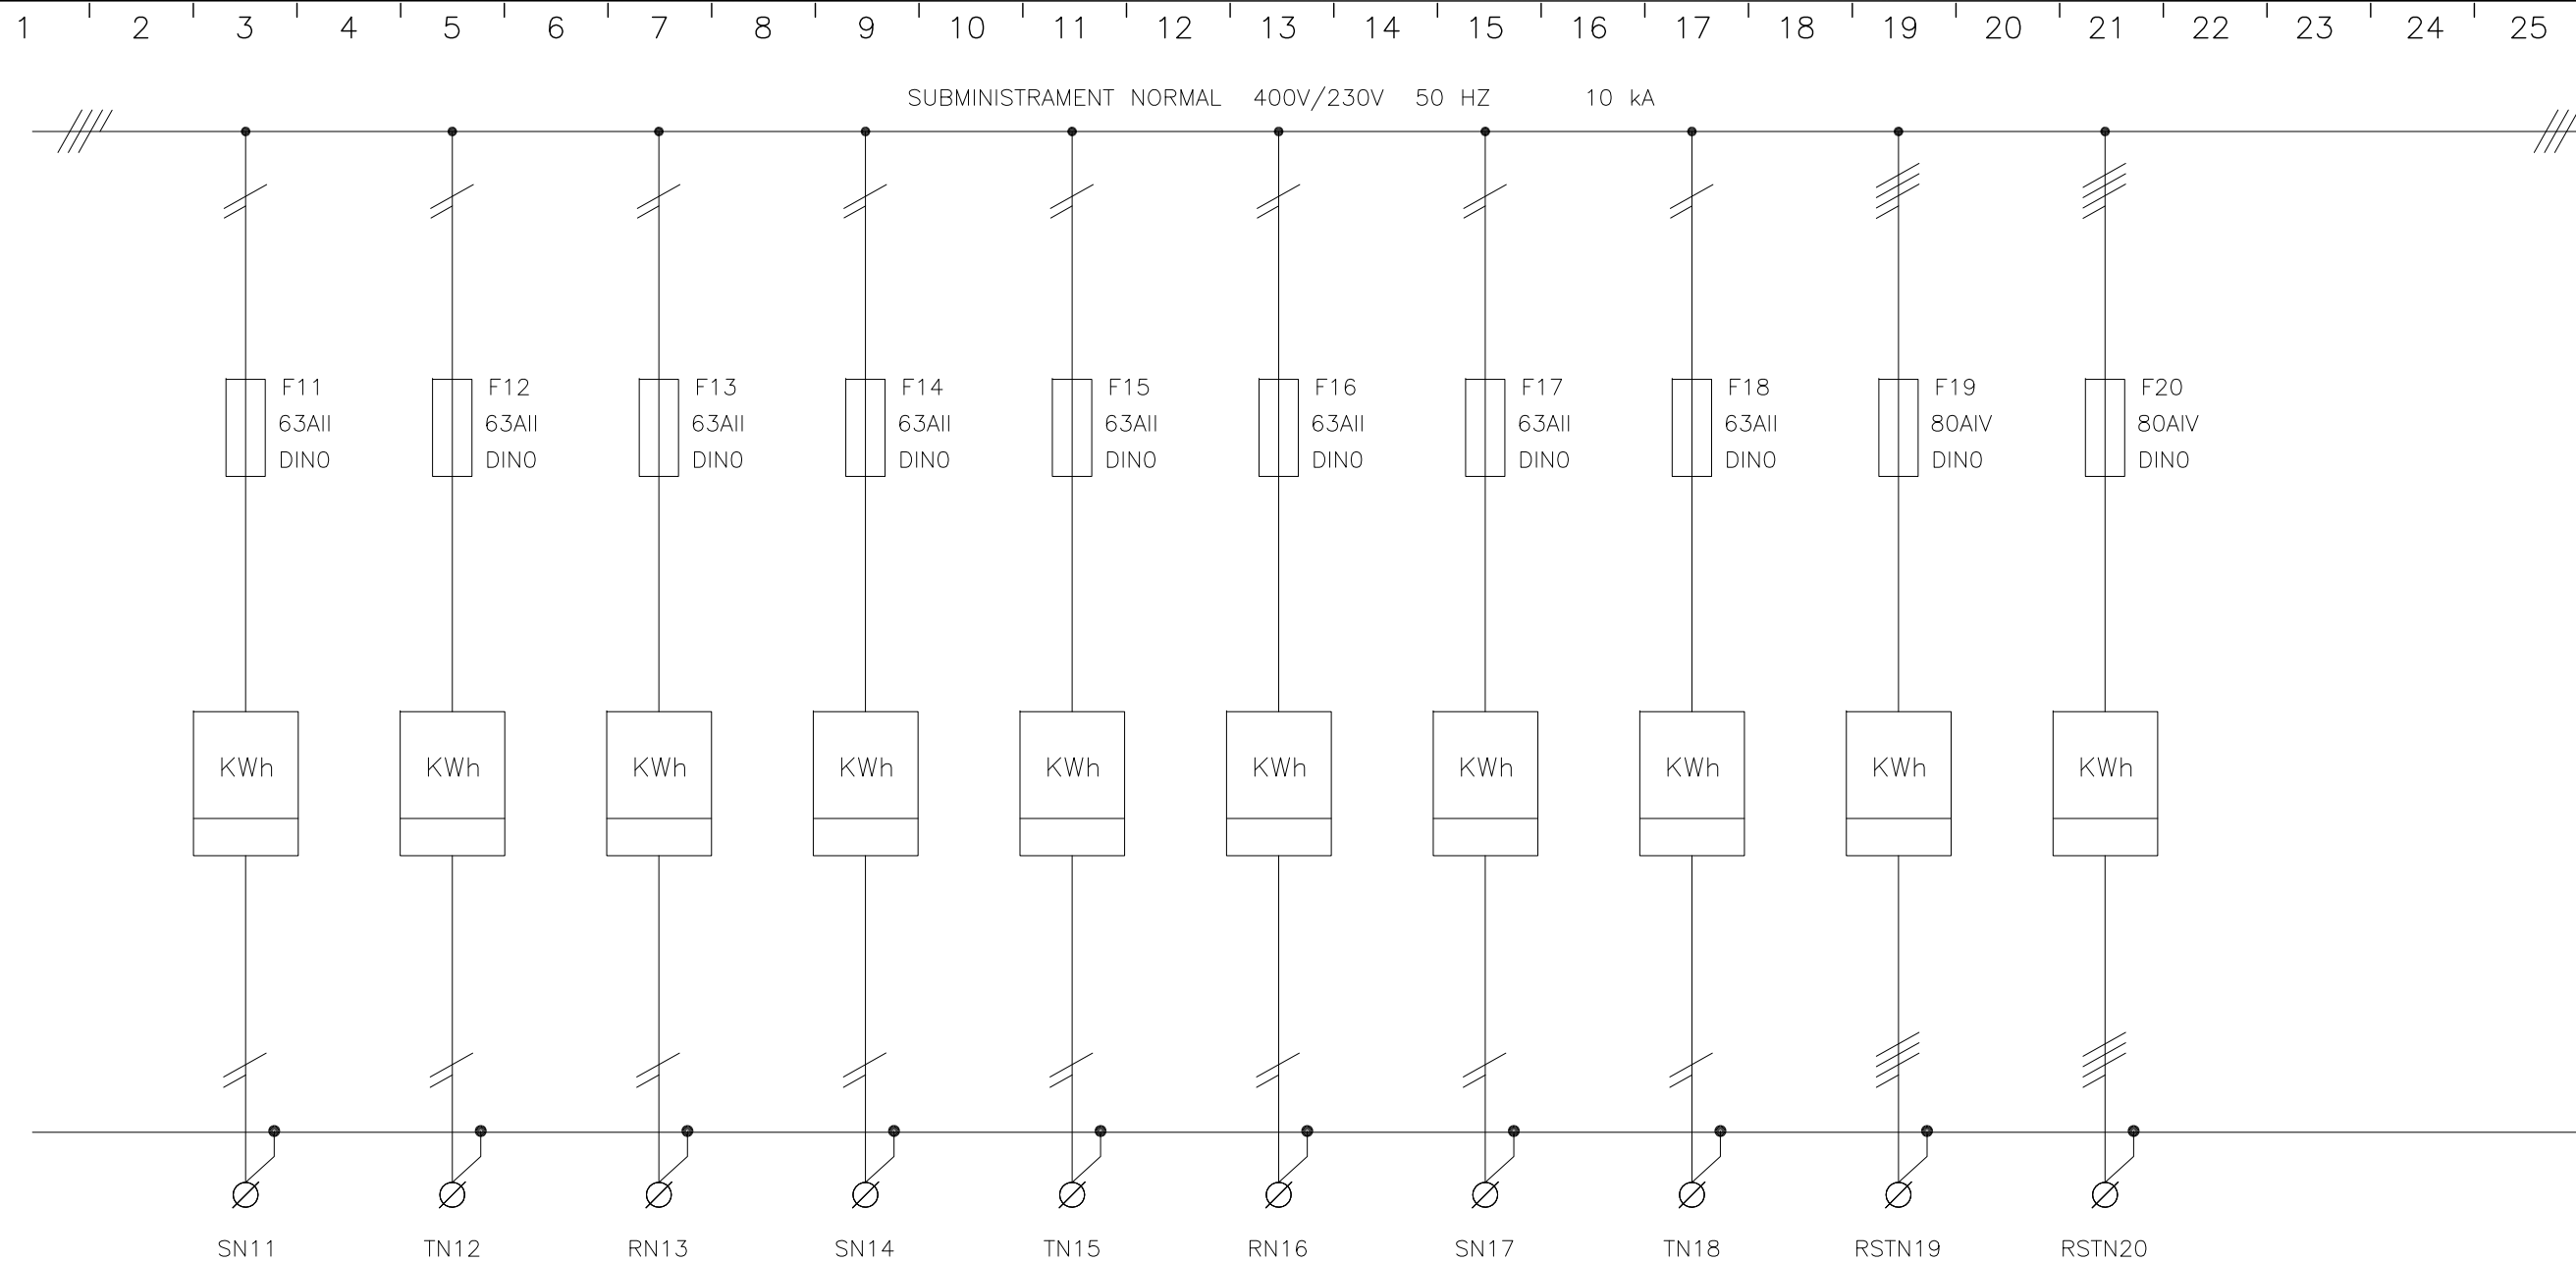 1 2 3 4 5 6 7 8 9 10 11 12 13 14 15 16 17 18 19 20 21 22 23 24 25
SUBMINISTRAMENT NORMAL 400V/230V 50 HZ 10 kA
F11 F12 F13 F14 F15 F16 F17 F18 F19 F20
63AII 63AII 63AII 63AII 63AII 63AII 63AII 63AII 80AIV 80AIV
DIN0 DIN0 DIN0 DIN0 DIN0 DIN0 DIN0 DIN0 DIN0 DIN0
KWh KWh KWh KWh KWh KWh KWh KWh KWh KWh
SN11 TN12 RN13 SN14 TN15 RN16 SN17 TN18 RSTN19 RSTN20